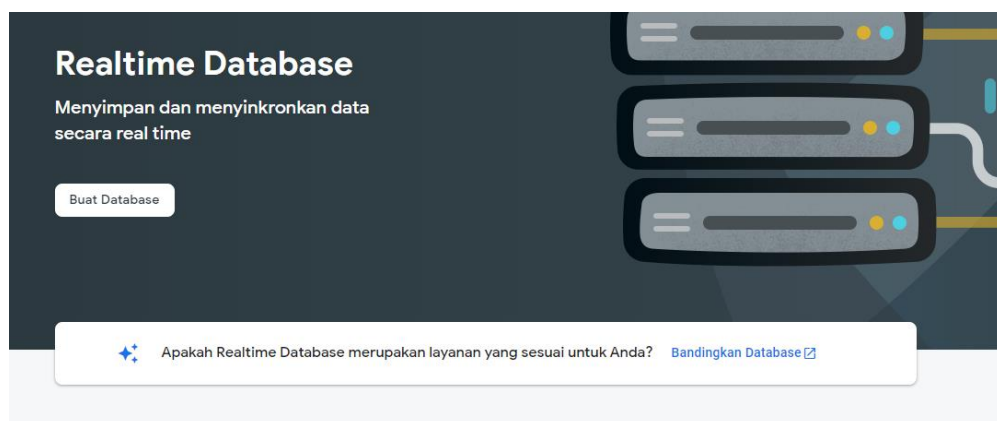 Realtime Database
Menyimpan dan menyinkronkan data
secara real time
Buat Database
Apakah Realtime Database merupakan layanan yang sesuai untuk Anda? Bandingkan Database